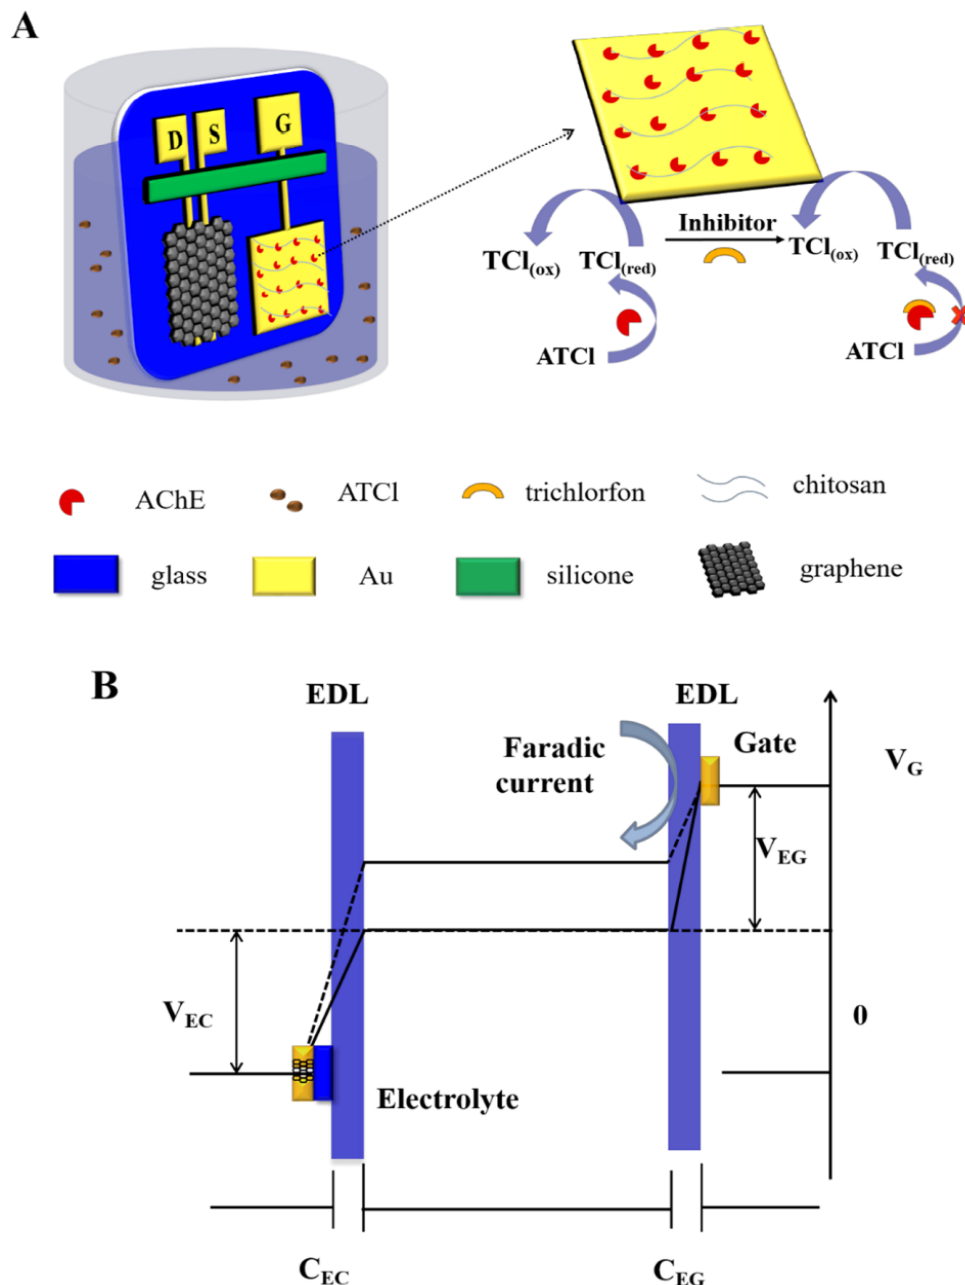 A
D S G
Inhibitor
TCl(ox) TCl(red) TCl(ox) TCl(red)
ATCl ATCl
AChE ATCl trichlorfon chitosan
glass Au silicone graphene
B
EDL EDL
Faradic
current
Gate
VG
VEG
VEC
0
Electrolyte
CEC CEG